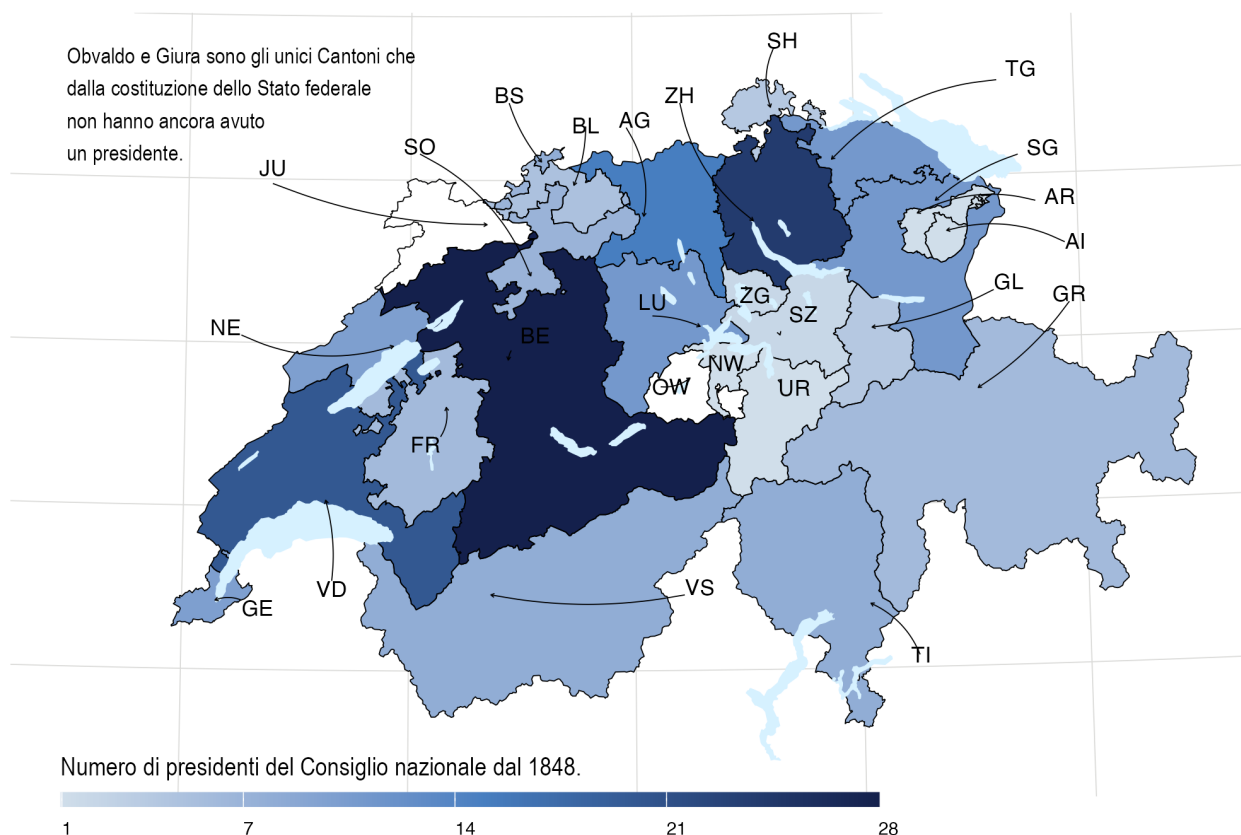 Obvaldo e Giura sono gli unici Cantoni che
dalla costituzione dello Stato federale
non hanno ancora avuto
un presidente.
SH
TG
BS
ZH
BL
AG
SO
SG
JU
AR
AI
GL
GR
ZG
LU
SZ
NE
BE
NW
OW
UR
FR
VD
VS
GE
TI
Numero di presidenti del Consiglio nazionale dal 1848.
1 7 14 21 28